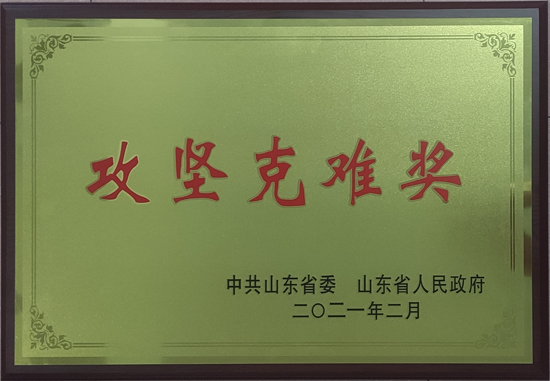 攻坚克难奖
中共山东省委 山东省人民政府
二〇二一年二月